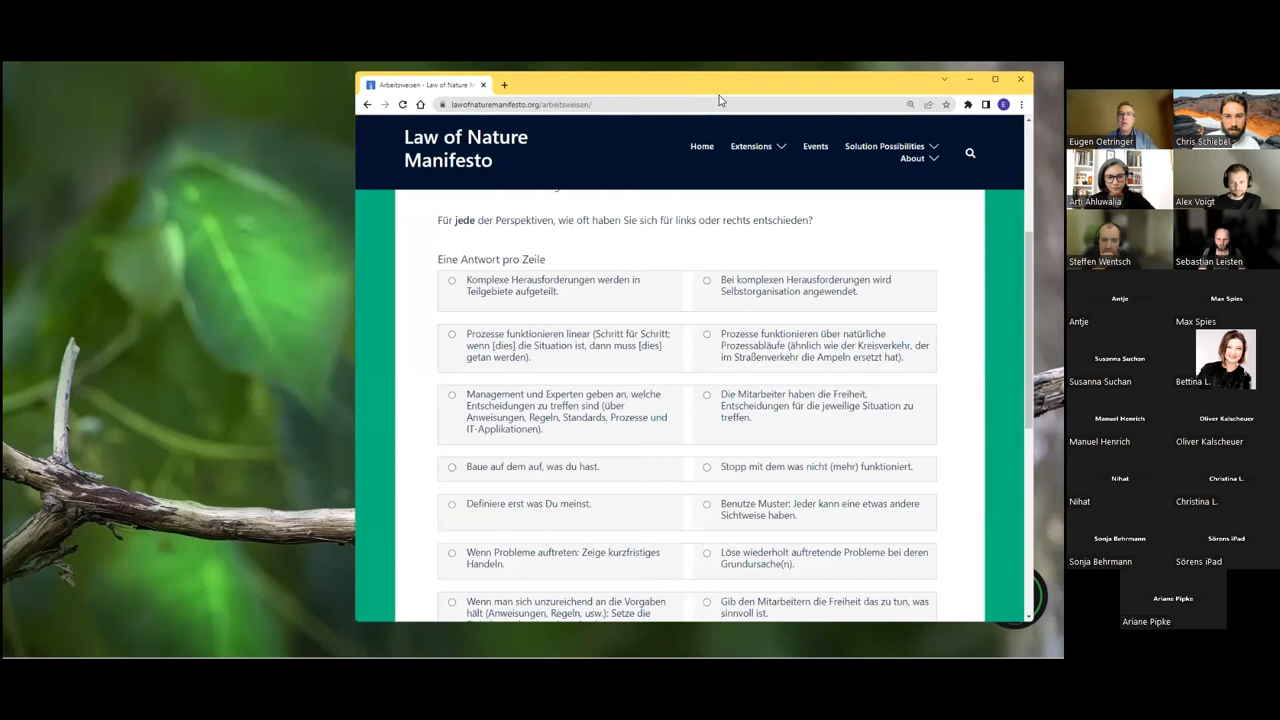 Arbeitsweisen - Law of Nature M
lawofnaturemanifesto.org/arbeitsweisen/
E
Law of Nature
Manifesto
Home
Extensions
Events
Solution Possibilities
About
Für jede der Perspektiven, wie oft haben Sie sich für links oder rechts entschieden?
Eine Antwort pro Zeile
Komplexe Herausforderungen werden in
Teilgebiete aufgeteilt.
Bei komplexen Herausforderungen wird
Selbstorganisation angewendet.
Prozesse funktionieren linear (Schritt für Schritt;
wenn [dies] die Situation ist, dann muss [dies]
getan werden).
Prozesse funktionieren über natürliche
Prozessabläufe (ähnlich wie der Kreisverkehr, der
im Straßenverkehr die Ampeln ersetzt hat).
Management und Experten geben an, welche
Entscheidungen zu treffen sind (über
Anweisungen, Regeln, Standards, Prozesse und
IT-Applikationen).
Die Mitarbeiter haben die Freiheit,
Entscheidungen für die jeweilige Situation zu
treffen.
Baue auf dem auf, was du hast.
Stopp mit dem was nicht (mehr) funktioniert.
Definiere erst was Du meinst.
Benutze Muster: Jeder kann eine etwas andere
Sichtweise haben.
Wenn Probleme auftreten: Zeige kurzfristiges
Handeln.
Löse wiederholt auftretende Probleme bei deren
Grundursache(n).
Wenn man sich unzureichend an die Vorgaben
hält (Anweisungen, Regeln, usw.): Setze die
Gib den Mitarbeitern die Freiheit das zu tun, was
sinnvoll ist.
Eugen Oetringer
Chris Schiebel
Arti Ahluwalia
Alex Voigt
Steffen Wentsch
Sebastian Leisten
Antje
Max Spies
Antje
Max Spies
Susanna Suchan
Susanna Suchan
Bettina L.
Manuel Henrich
Oliver Kalscheuer
Manuel Henrich
Oliver Kalscheuer
Nihat
Christina L.
Nihat
Christina L.
Sonja Behrmann
Sörens iPad
Sonja Behrmann
Sörens iPad
Ariane Pipke
Ariane Pipke